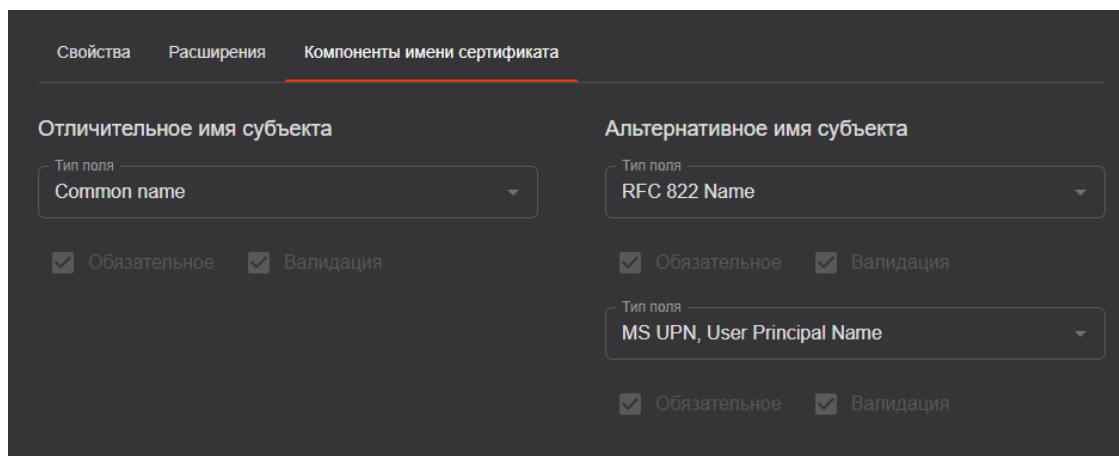 Свойства Расширения Компоненты имени сертификата
Отличительное имя субъекта
Тип поля
Common name
Обязательное Валидация
Альтернативное имя субъекта
Тип поля
RFC 822 Name
Обязательное Валидация
Тип поля
MS UPN, User Principal Name
Обязательное Валидация